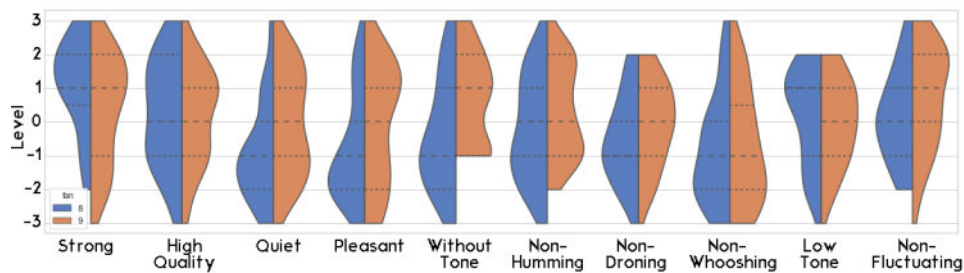 3
2
1
0
-1
-2
-3
Level
fan
8
9
Strong
High
Quality
Quiet
Pleasant
Without
Tone
Non-
Humming
Non-
Droning
Non-
Whooshing
Low
Tone
Non-
Fluctuating